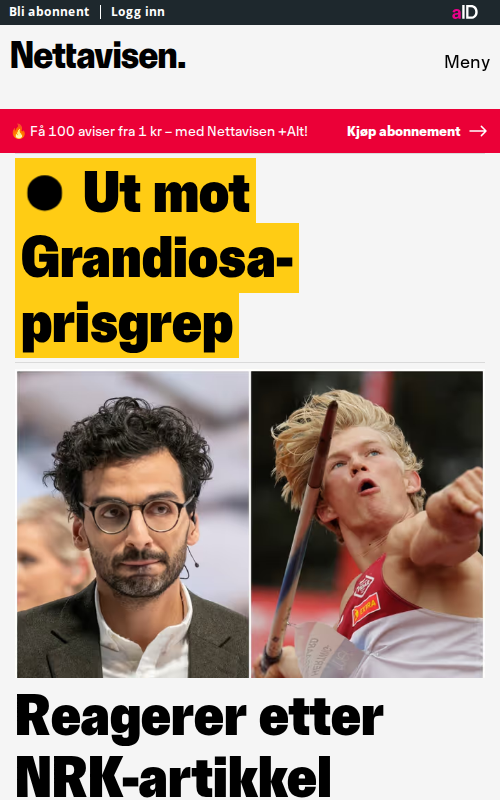 Bli abonnent | Logg inn
aID
Nettavisen.
Meny
🔥 Få 100 aviser fra 1 kr – med Nettavisen +Alt!
Kjøp abonnement →
● Ut mot
Grandiosa-
prisgrep
Reagerer etter
NRK-artikkel